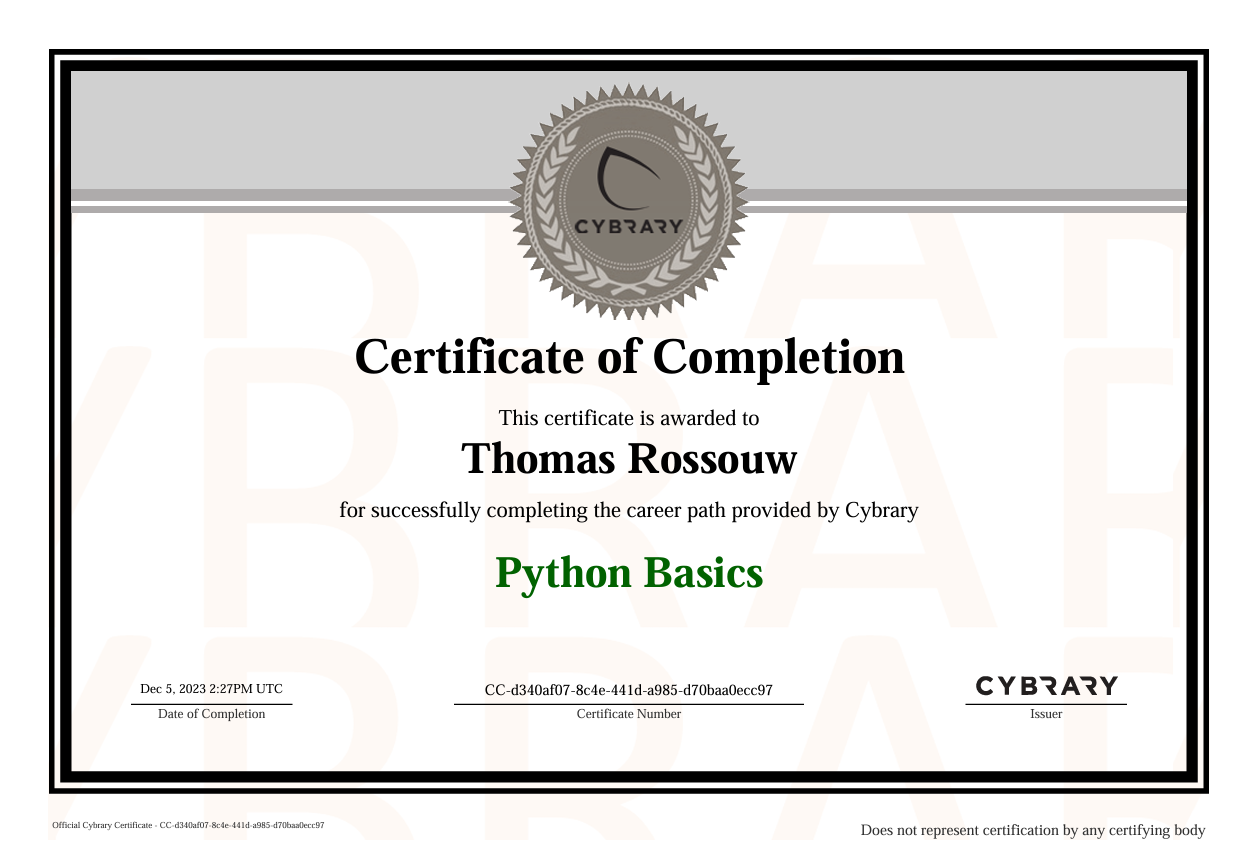 CYBRARY
Certificate of Completion
This certificate is awarded to
Thomas Rossouw
for successfully completing the career path provided by Cybrary
Python Basics
Dec 5, 2023 2:27PM UTC
Date of Completion
CC-d340af07-8c4e-441d-a985-d70baa0ecc97
Certificate Number
CYBRARY
Issuer
Official Cybrary Certificate - CC-d340af07-8c4e-441d-a985-d70baa0ecc97
Does not represent certification by any certifying body